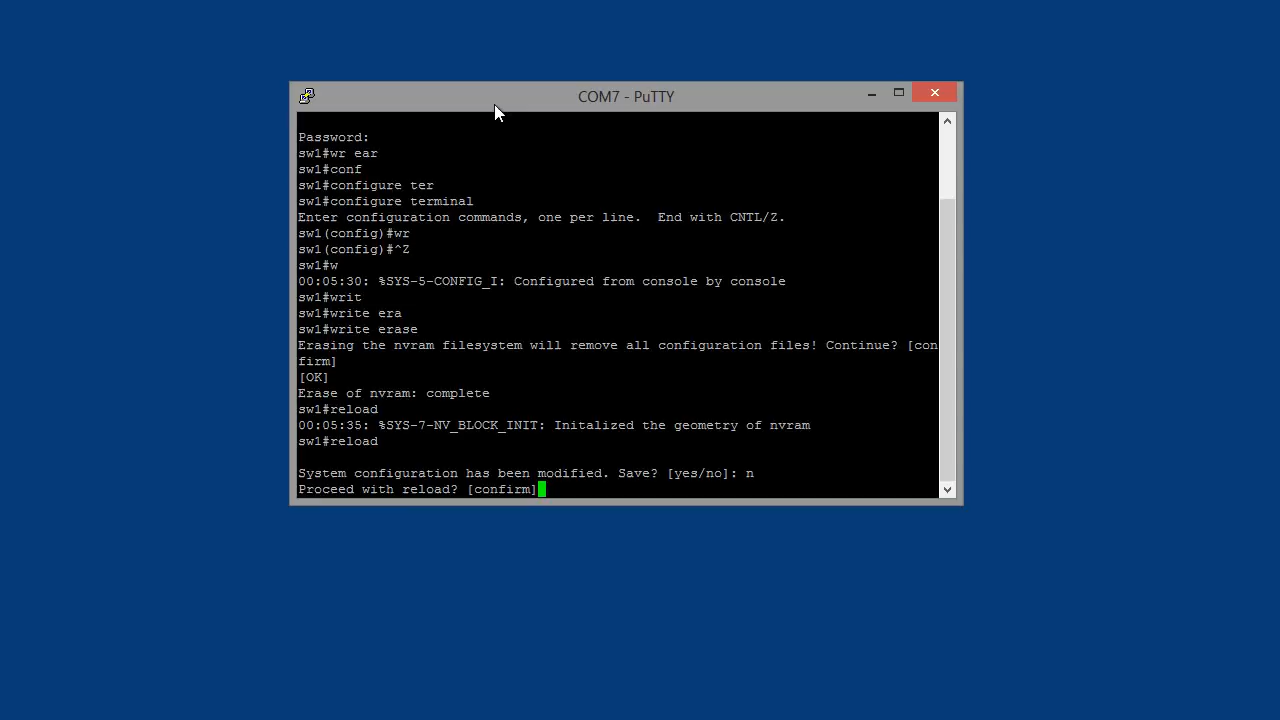 COM7 - PuTTY
Password:
sw1#wr ear
sw1#conf
sw1#configure ter
sw1#configure terminal
Enter configuration commands, one per line.  End with CNTL/Z.
sw1(config)#wr
sw1(config)#^Z
sw1#w
00:05:30: %SYS-5-CONFIG_I: Configured from console by console
sw1#writ
sw1#write era
sw1#write erase
Erasing the nvram filesystem will remove all configuration files! Continue? [con
firm]
[OK]
Erase of nvram: complete
sw1#reload
00:05:35: %SYS-7-NV_BLOCK_INIT: Initalized the geometry of nvram
sw1#reload
System configuration has been modified. Save? [yes/no]: n
Proceed with reload? [confirm]